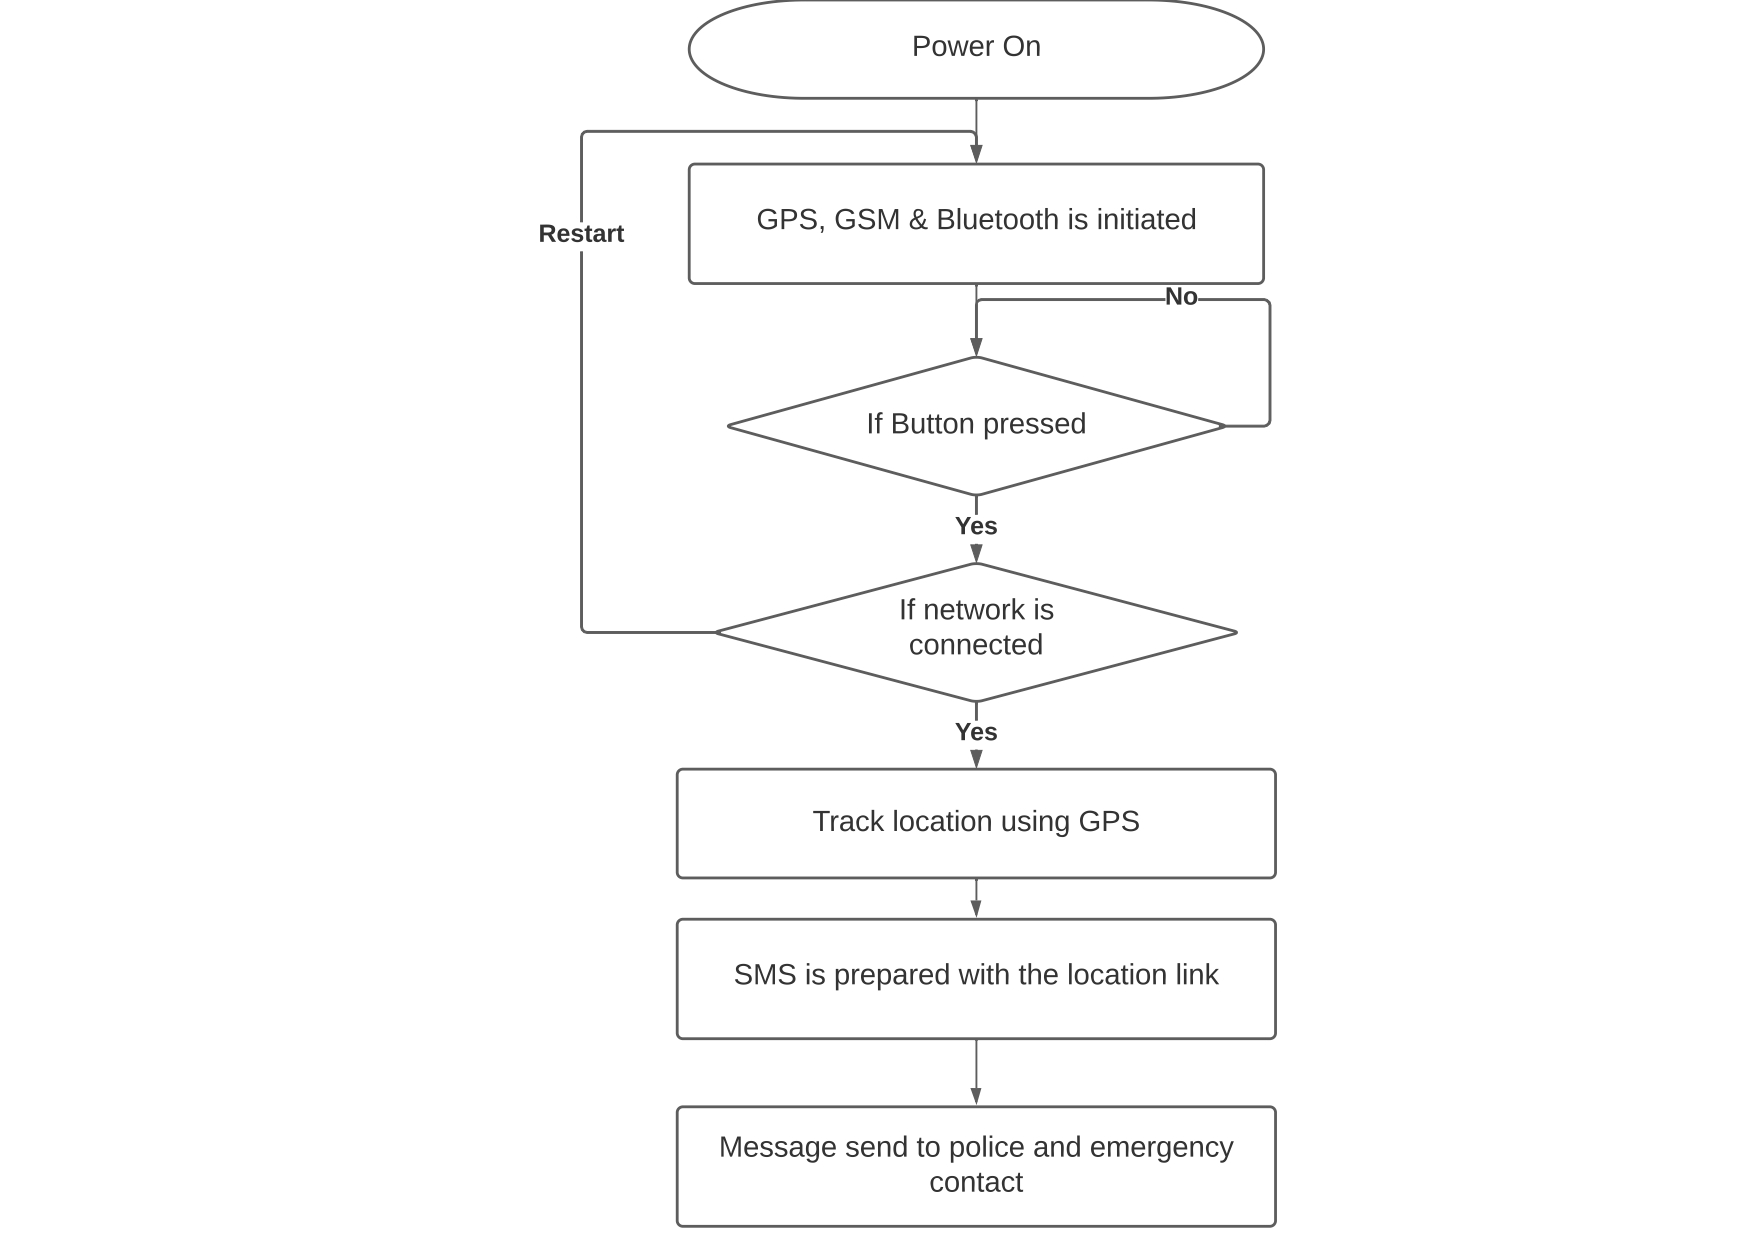 Power On
Restart
GPS, GSM & Bluetooth is initiated
No
If Button pressed
Yes
If network is
connected
Yes
Track location using GPS
SMS is prepared with the location link
Message send to police and emergency
contact